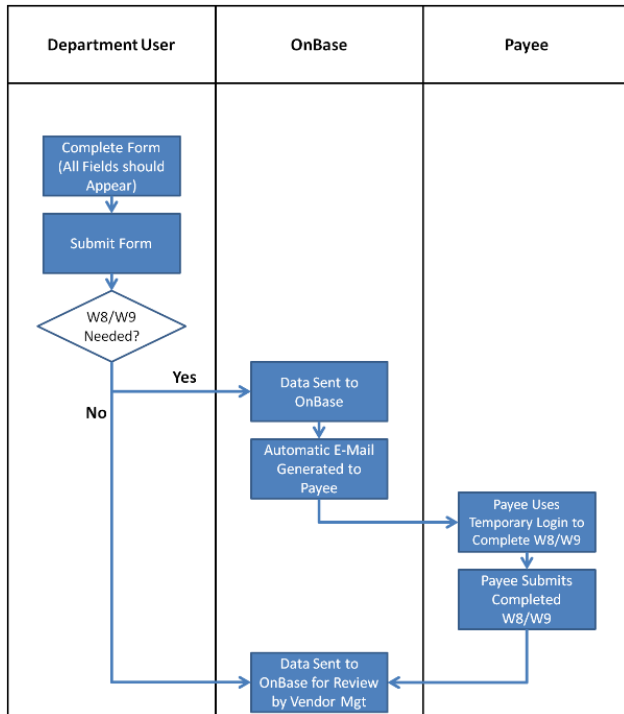 Department User
OnBase
Payee
Complete Form
(All Fields should
Appear)
Submit Form
W8/W9
Needed?
Yes
No
Data Sent to
OnBase
Automatic E-Mail
Generated to
Payee
Payee Uses
Temporary Login to
Complete W8/W9
Payee Submits
Completed
W8/W9
Data Sent to
OnBase for Review
by Vendor Mgt